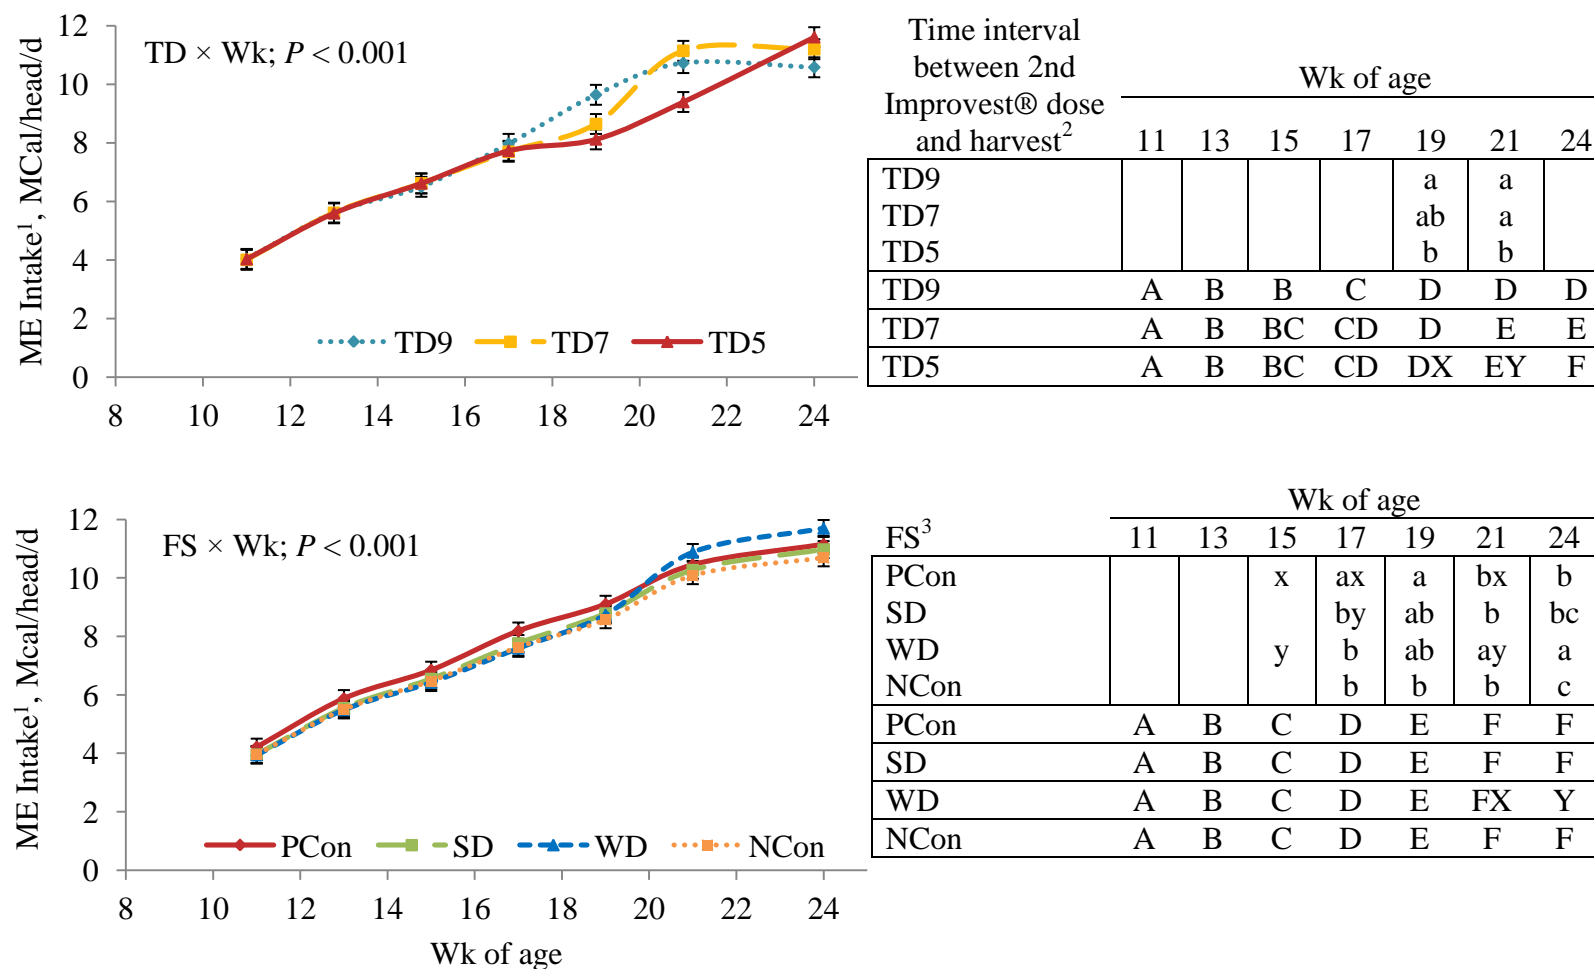 TD × Wk; P < 0.001
ME Intake¹, MCal/head/d
12
10
8
6
4
2
0
TD9 TD7 TD5
8 10 12 14 16 18 20 22 24
Time interval
between 2nd
Improvest® dose
and harvest²
Wk of age
11 13 15 17 19 21 24
TD9 a a
TD7 ab a
TD5 b b
TD9 A B B C D D D
TD7 A B BC CD D E E
TD5 A B BC CD DX EY F
FS × Wk; P < 0.001
ME Intake¹, Mcal/head/d
12
10
8
6
4
2
0
PCon SD WD NCon
8 10 12 14 16 18 20 22 24
Wk of age
Wk of age
FS³ 11 13 15 17 19 21 24
PCon x ax a bx b
SD by ab b bc
WD y b ab ay a
NCon b b b c
PCon A B C D E F F
SD A B C D E F F
WD A B C D E FX Y
NCon A B C D E F F